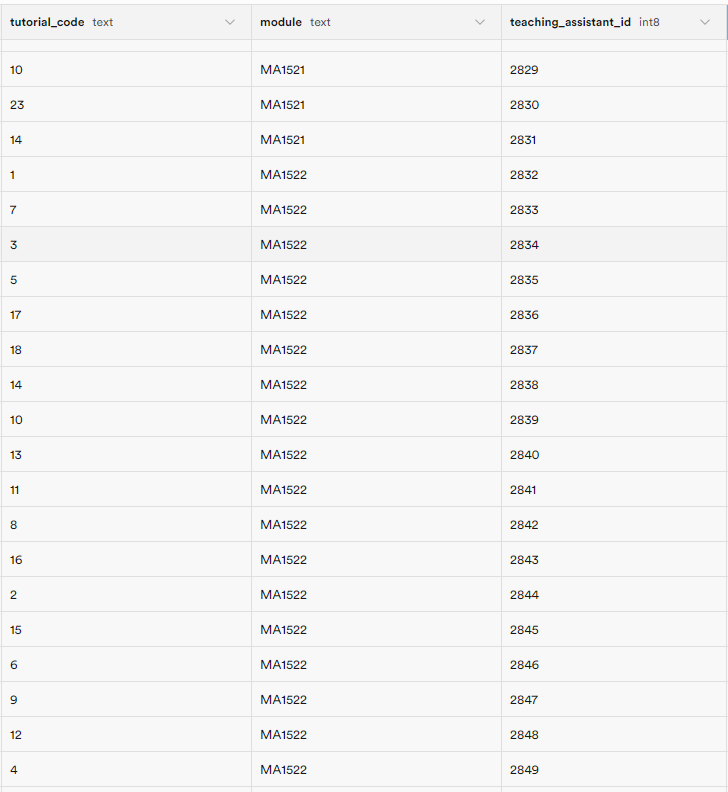 tutorial_code text module text teaching_assistant_id int8
10 MA1521 2829
23 MA1521 2830
14 MA1521 2831
1 MA1522 2832
7 MA1522 2833
3 MA1522 2834
5 MA1522 2835
17 MA1522 2836
18 MA1522 2837
14 MA1522 2838
10 MA1522 2839
13 MA1522 2840
11 MA1522 2841
8 MA1522 2842
16 MA1522 2843
2 MA1522 2844
15 MA1522 2845
6 MA1522 2846
9 MA1522 2847
12 MA1522 2848
4 MA1522 2849